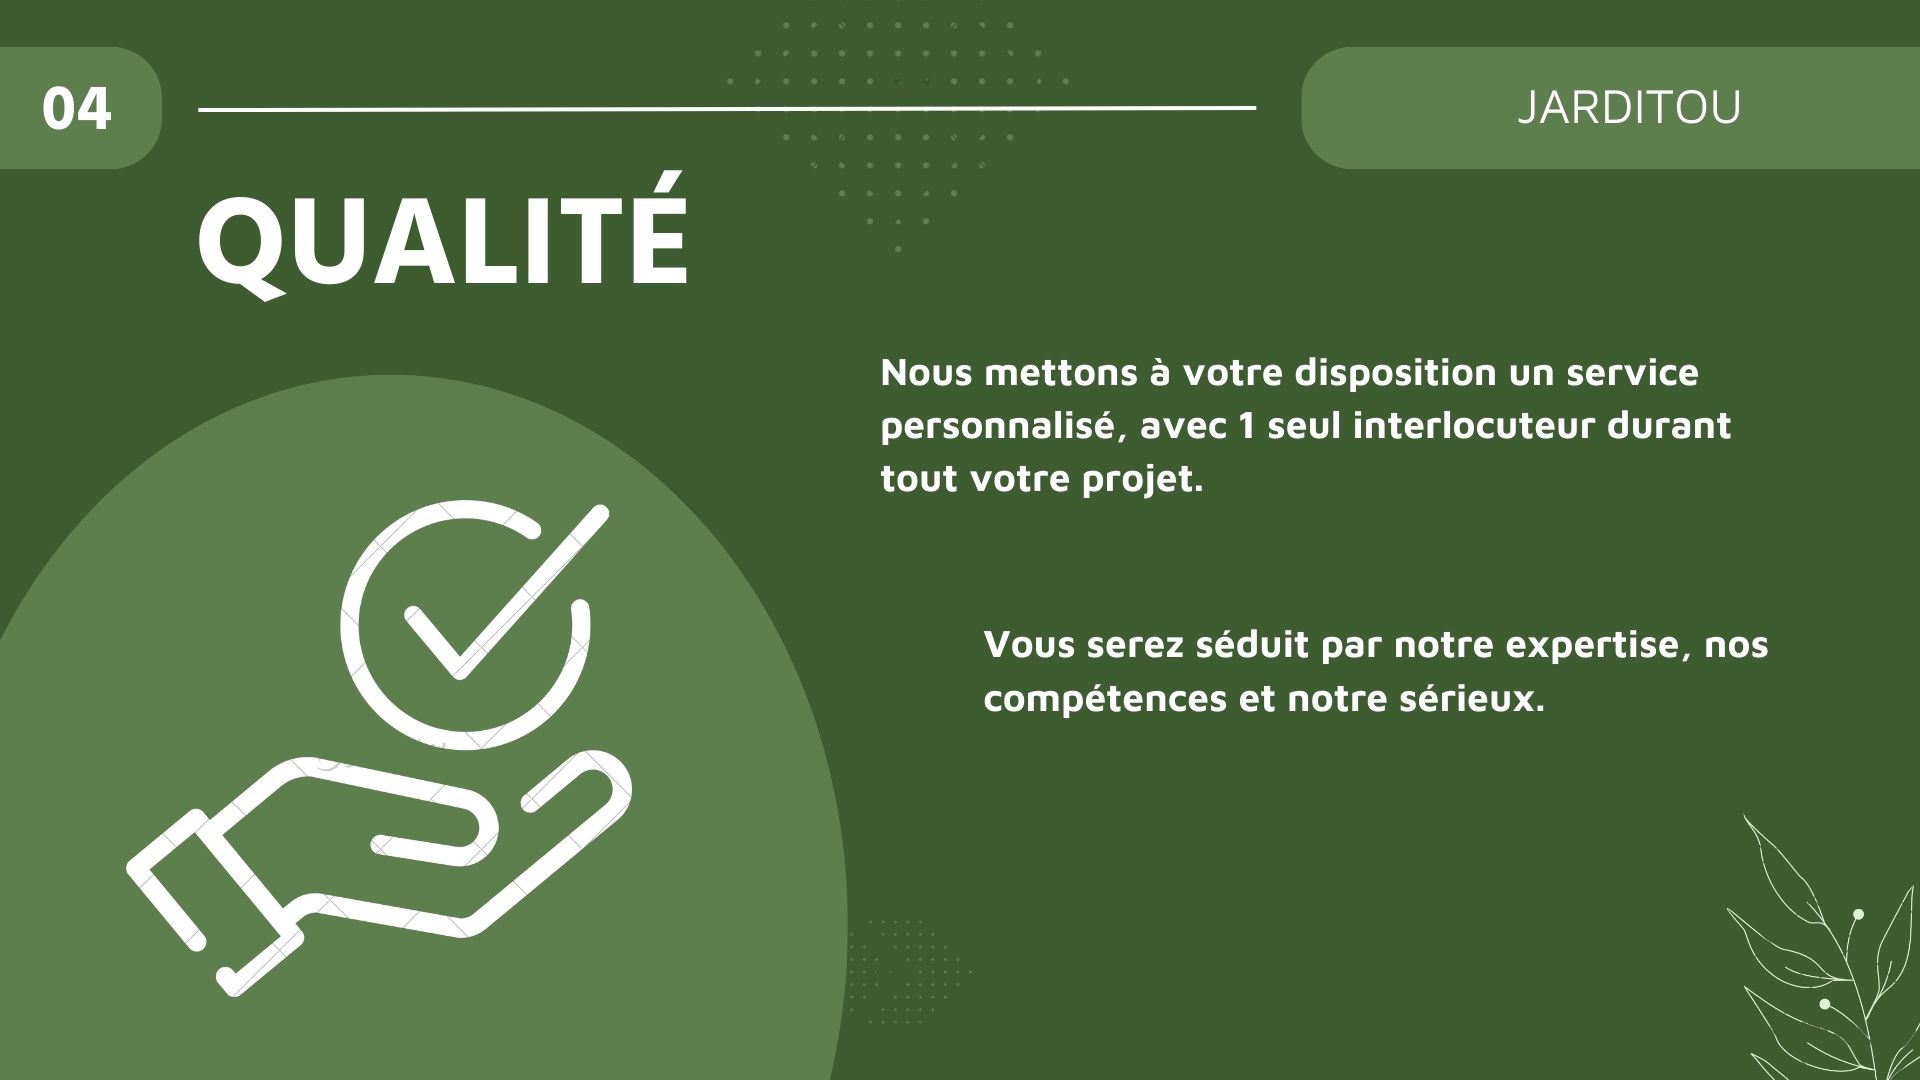 04
JARDITOU
QUALITÉ
Nous mettons à votre disposition un service
personnalisé, avec 1 seul interlocuteur durant
tout votre projet.
Vous serez séduit par notre expertise, nos
compétences et notre sérieux.